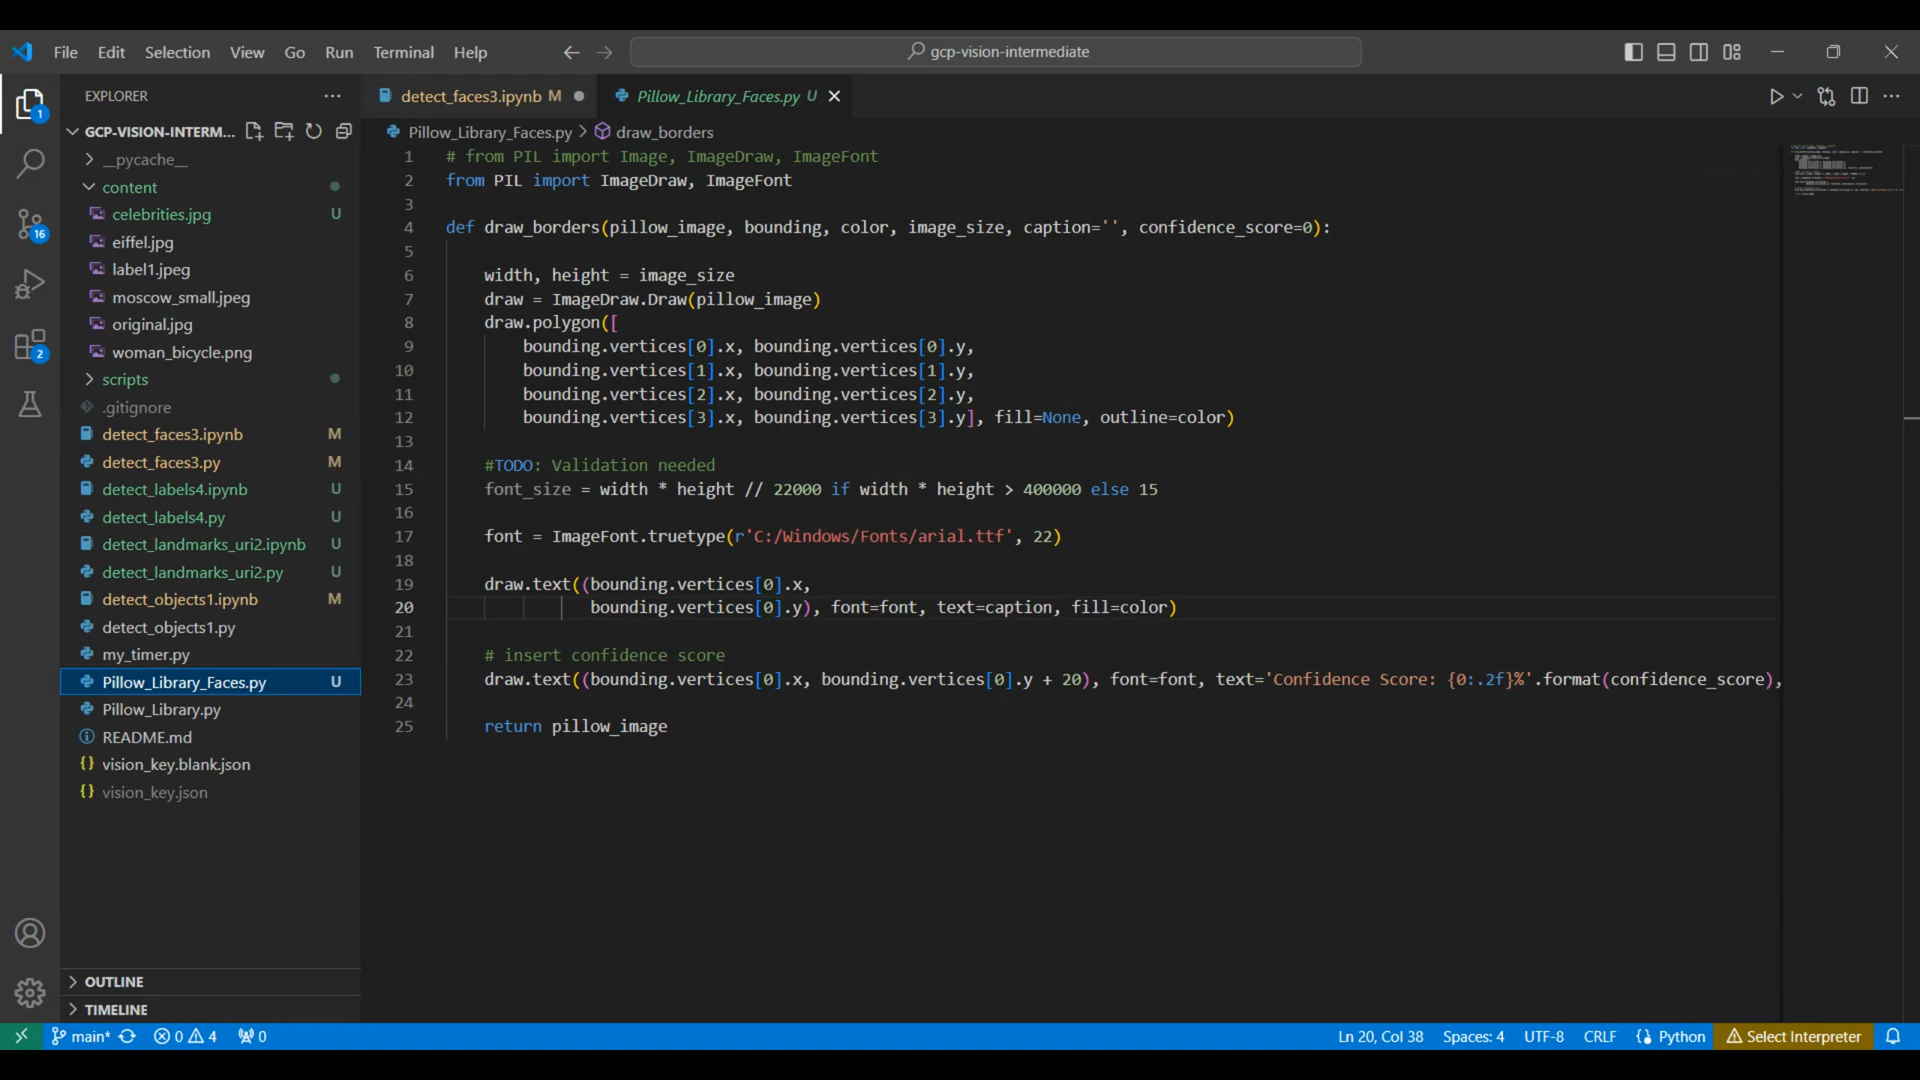 File Edit Selection View Go Run Terminal Help
gcp-vision-intermediate
EXPLORER
detect_faces3.ipynb M
Pillow_Library_Faces.py U
GCP-VISION-INTERM...
Pillow_Library_Faces.py > draw_borders
__pycache__
content
celebrities.jpg U
eiffel.jpg
label1.jpeg
moscow_small.jpeg
original.jpg
woman_bicycle.png
scripts
.gitignore
detect_faces3.ipynb M
detect_faces3.py M
detect_labels4.ipynb U
detect_labels4.py U
detect_landmarks_uri2.ipynb U
detect_landmarks_uri2.py U
detect_objects1.ipynb M
detect_objects1.py
my_timer.py
Pillow_Library_Faces.py U
Pillow_Library.py
README.md
vision_key.blank.json
vision_key.json
OUTLINE
TIMELINE
1
16
2
1 # from PIL import Image, ImageDraw, ImageFont
2 from PIL import ImageDraw, ImageFont
3
4 def draw_borders(pillow_image, bounding, color, image_size, caption='', confidence_score=0):
5
6 width, height = image_size
7 draw = ImageDraw.Draw(pillow_image)
8 draw.polygon([
9 bounding.vertices[0].x, bounding.vertices[0].y,
10 bounding.vertices[1].x, bounding.vertices[1].y,
11 bounding.vertices[2].x, bounding.vertices[2].y,
12 bounding.vertices[3].x, bounding.vertices[3].y], fill=None, outline=color)
13
14 #TODO: Validation needed
15 font_size = width * height // 22000 if width * height > 400000 else 15
16
17 font = ImageFont.truetype(r'C:/Windows/Fonts/arial.ttf', 22)
18
19 draw.text((bounding.vertices[0].x,
20 bounding.vertices[0].y), font=font, text=caption, fill=color)
21
22 # insert confidence score
23 draw.text((bounding.vertices[0].x, bounding.vertices[0].y + 20), font=font, text='Confidence Score: {0:.2f}%'.format(confidence_score),
24
25 return pillow_image
main* 0 4 0
Ln 20, Col 38 Spaces: 4 UTF-8 CRLF Python Select Interpreter